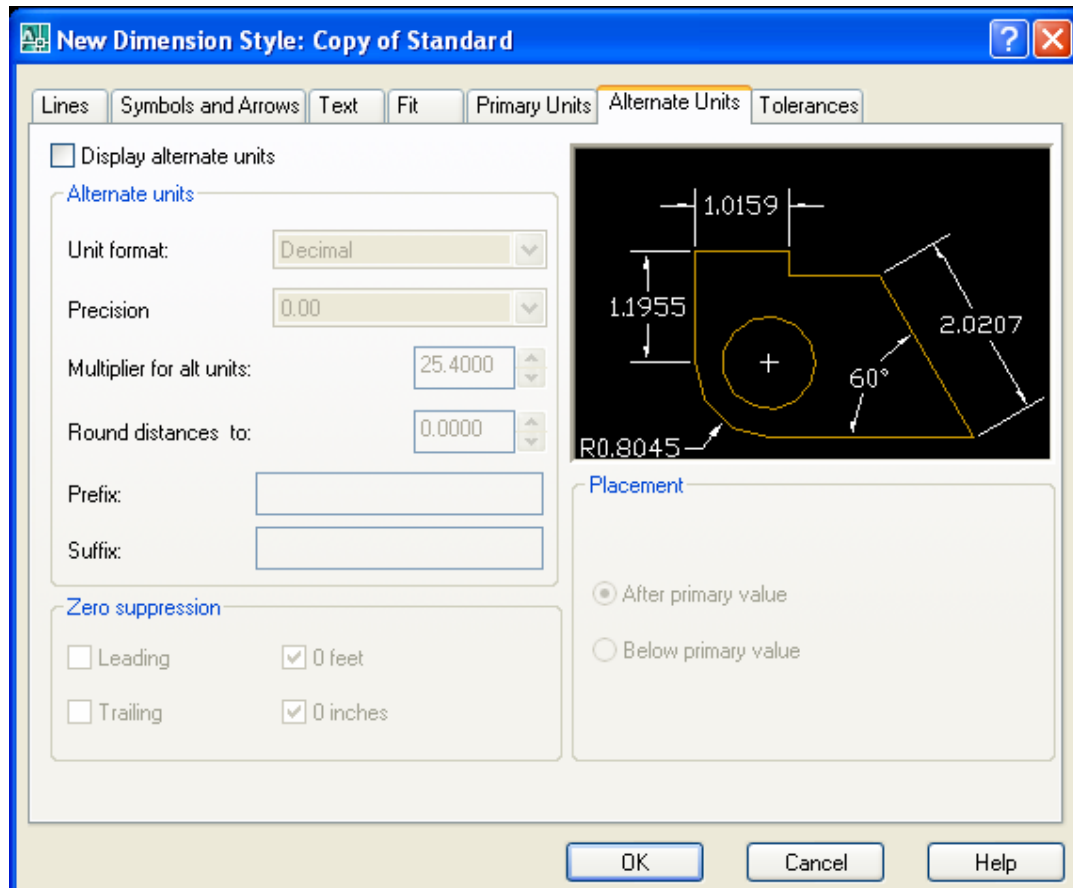 New Dimension Style: Copy of Standard
Lines Symbols and Arrows Text Fit Primary Units Alternate Units Tolerances
Display alternate units
Alternate units
Unit format: Decimal
Precision 0.00
Multiplier for alt units: 25.4000
Round distances to: 0.0000
Prefix:
Suffix:
Zero suppression
Leading 0 feet
Trailing 0 inches
1.0159
1.1955
2.0207
60°
R0.8045
Placement
After primary value
Below primary value
OK Cancel Help